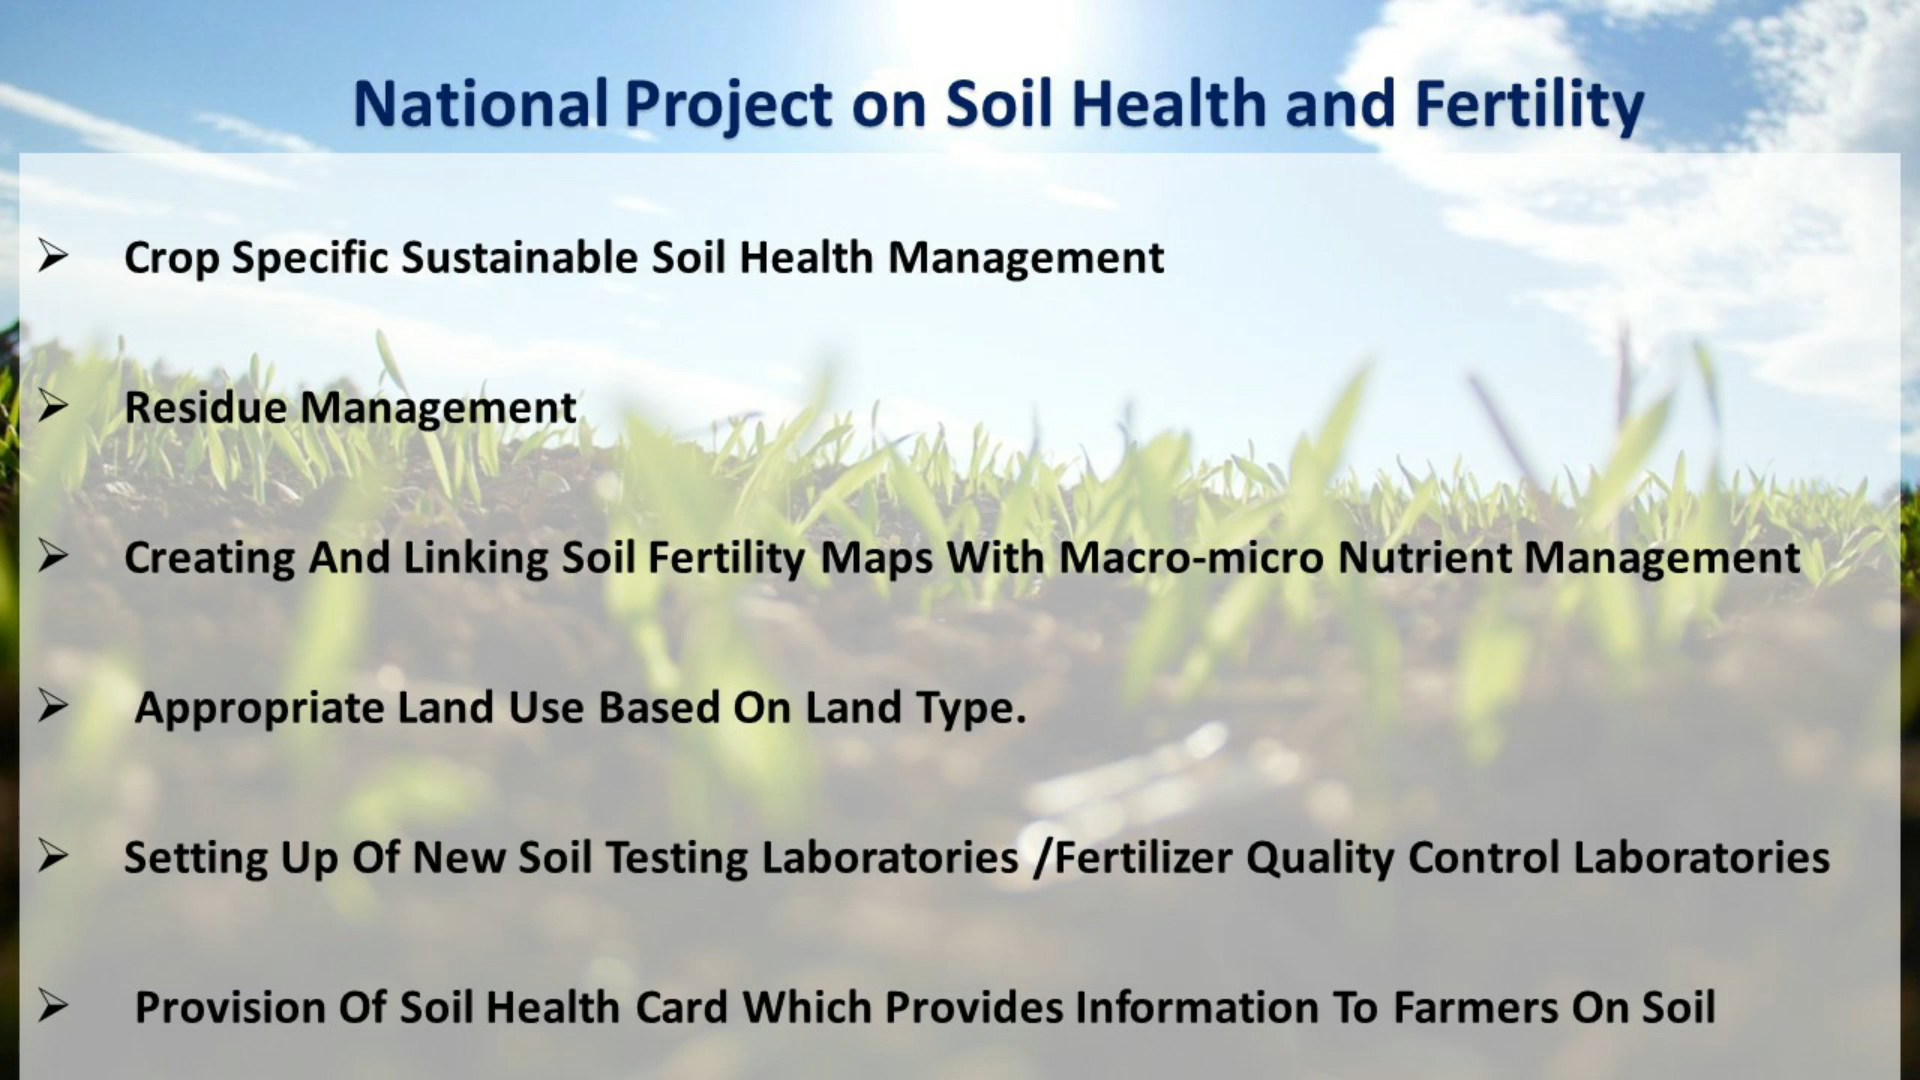 National Project on Soil Health and Fertility
➢ Crop Specific Sustainable Soil Health Management
➢ Residue Management
➢ Creating And Linking Soil Fertility Maps With Macro-micro Nutrient Management
➢ Appropriate Land Use Based On Land Type.
➢ Setting Up Of New Soil Testing Laboratories /Fertilizer Quality Control Laboratories
➢ Provision Of Soil Health Card Which Provides Information To Farmers On Soil